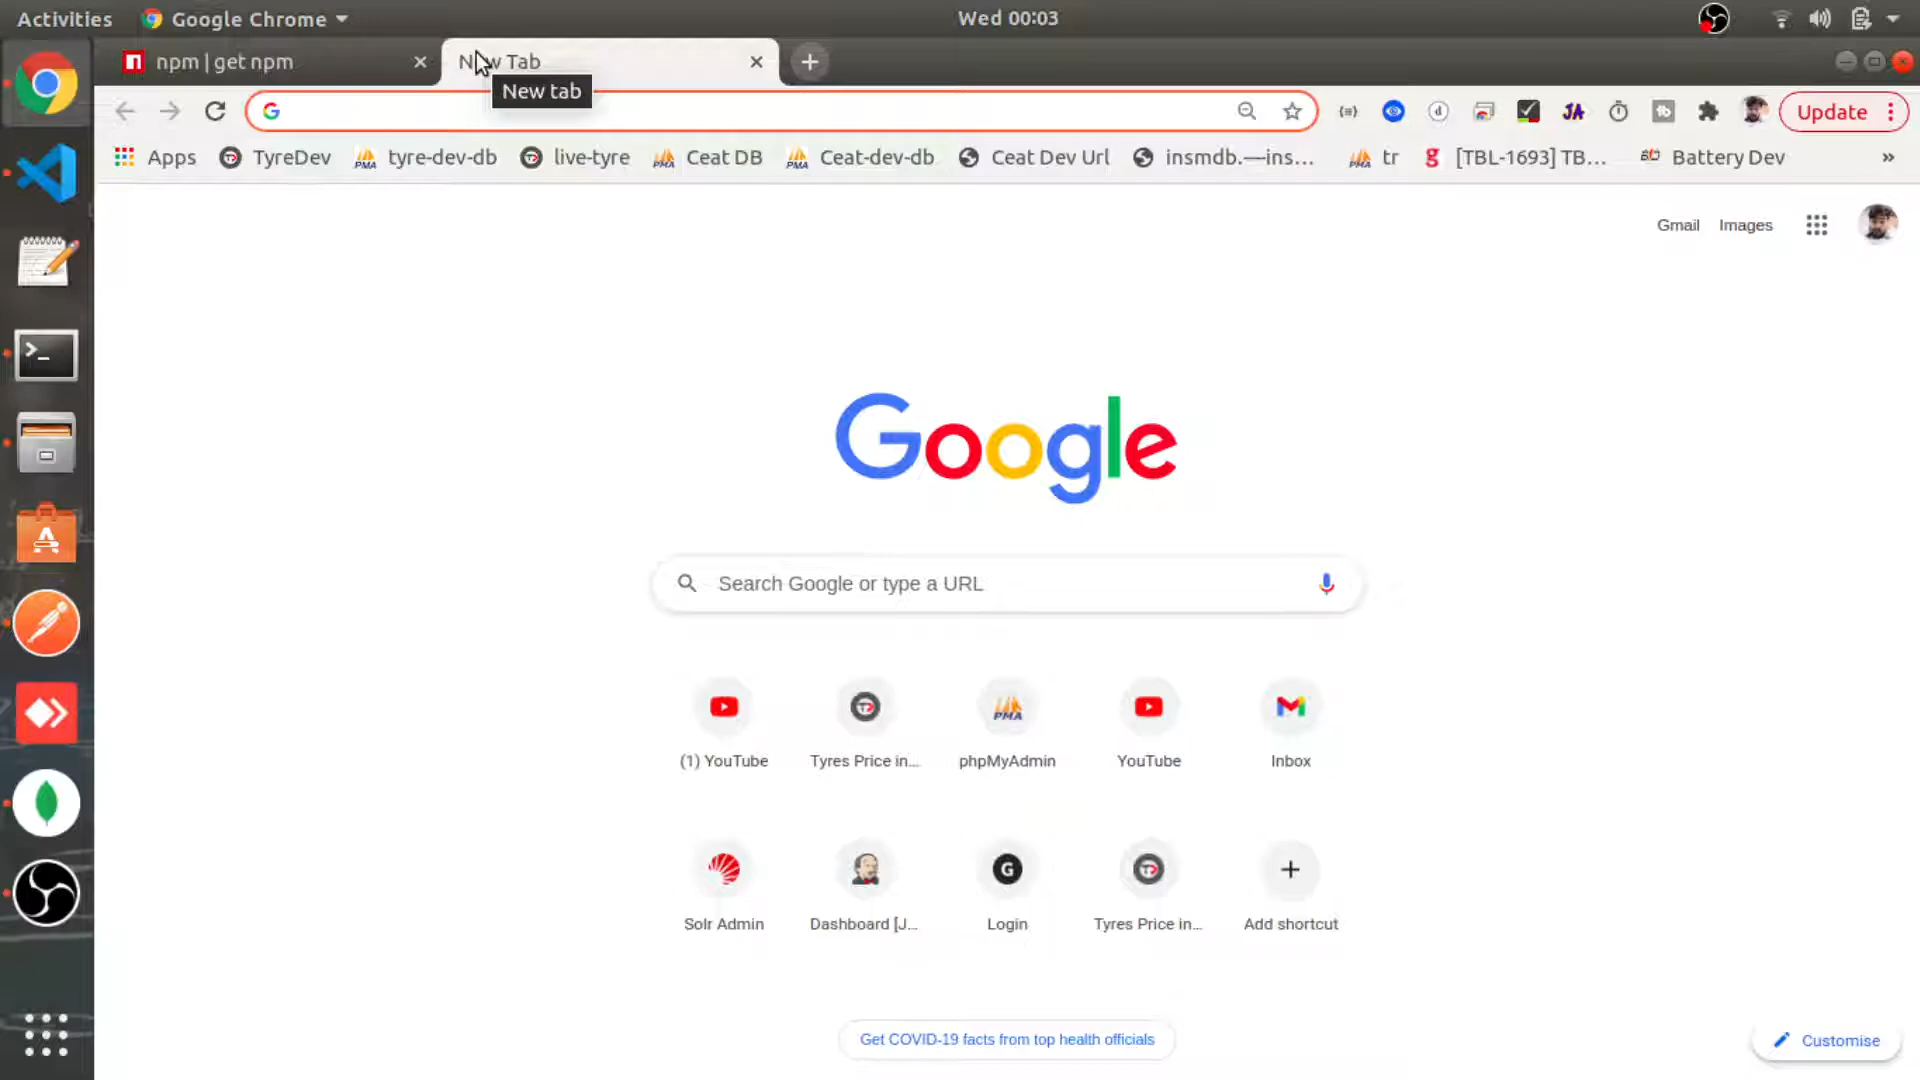 Activities
Google Chrome
Wed 00:03
npm | get npm
New Tab
New tab
Update
Apps
TyreDev
tyre-dev-db
live-tyre
Ceat DB
Ceat-dev-db
Ceat Dev Url
insmdb.—ins...
tr
[TBL-1693] TB...
Battery Dev
»
Gmail
Images
Google
Search Google or type a URL
(1) YouTube
Tyres Price in...
phpMyAdmin
YouTube
Inbox
Solr Admin
Dashboard [J...
Login
Tyres Price in...
Add shortcut
Get COVID-19 facts from top health officials
Customise